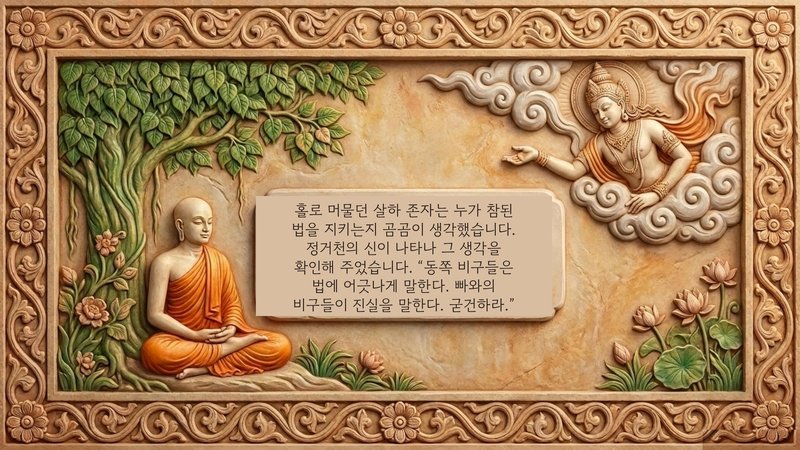 홀로 머물던 살하 존자는 누가 참된
법을 지키는지 곰곰이 생각했습니다.
정거천의 신이 나타나 그 생각을
확인해 주었습니다. “동쪽 비구들은
법에 어긋나게 말한다. 빠와의
비구들이 진실을 말한다. 굳건하라.”